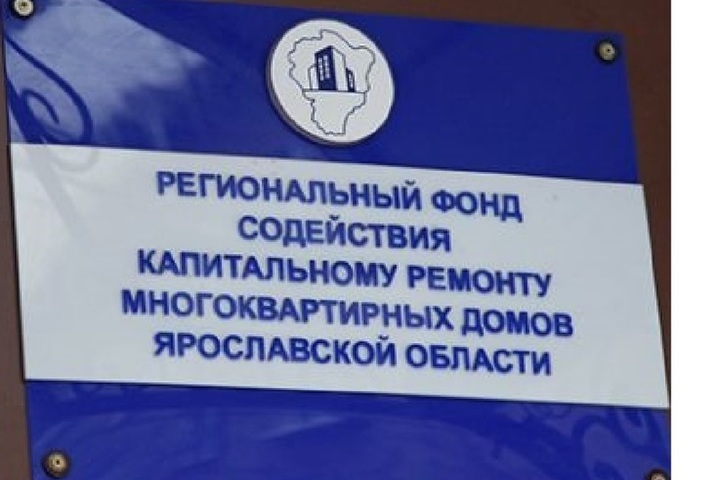 РЕГИОНАЛЬНЫЙ ФОНД
СОДЕЙСТВИЯ
КАПИТАЛЬНОМУ РЕМОНТУ
МНОГОКВАРТИРНЫХ ДОМОВ
ЯРОСЛАВСКОЙ ОБЛАСТИ